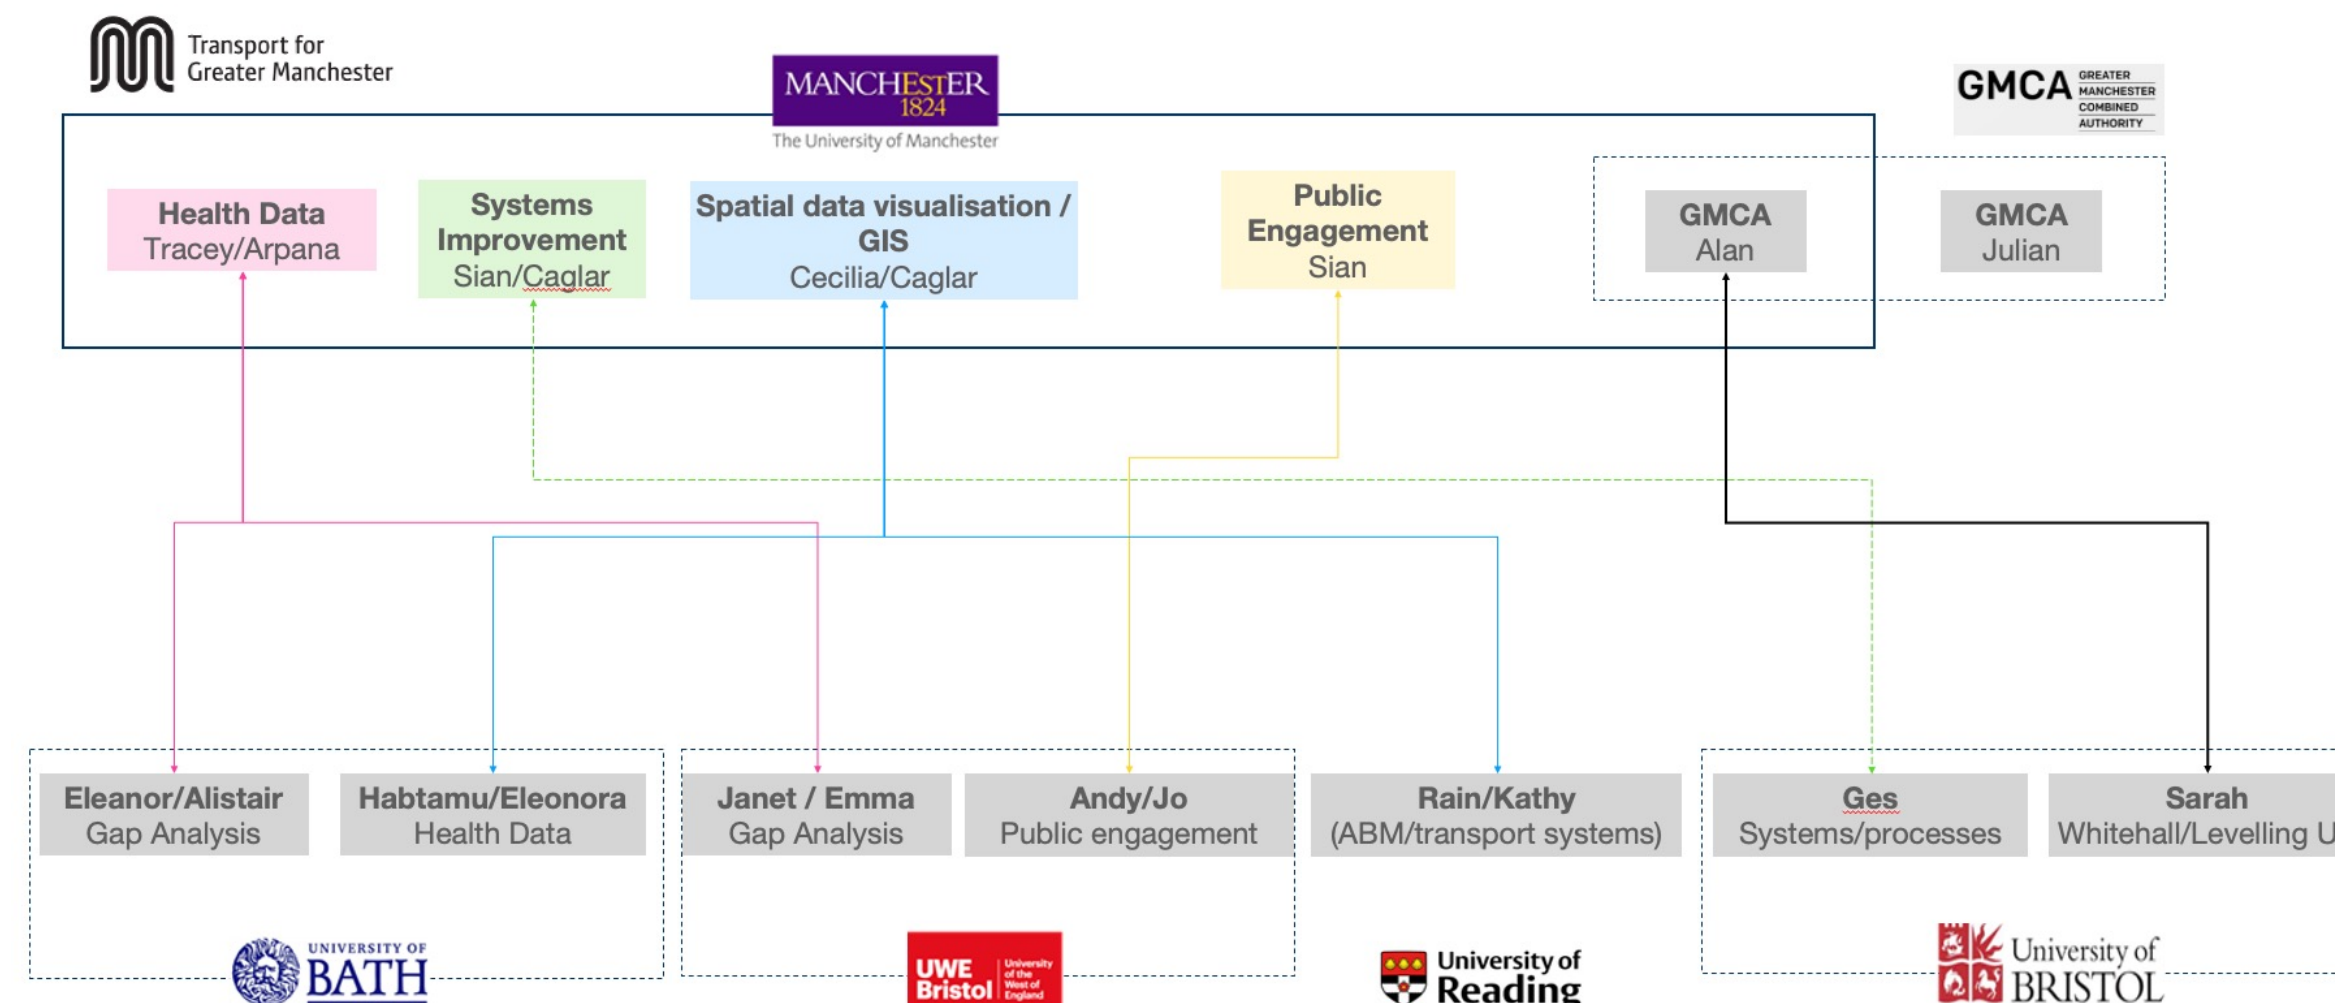 Transport for
Greater Manchester
MANCHESTER
1824
The University of Manchester
GMCA
GREATER
MANCHESTER
COMBINED
AUTHORITY
Health Data
Tracey/Arpana
Systems
Improvement
Sian/Caglar
Spatial data visualisation /
GIS
Cecilia/Caglar
Public
Engagement
Sian
GMCA
Alan
GMCA
Julian
Eleanor/Alistair
Gap Analysis
Habtamu/Eleonora
Health Data
Janet / Emma
Gap Analysis
Andy/Jo
Public engagement
Rain/Kathy
(ABM/transport systems)
Ges
Systems/processes
Sarah
Whitehall/Levelling U
UNIVERSITY OF
BATH
UWE
Bristol
University
of the
West of
England
University of
Reading
University of
BRISTOL